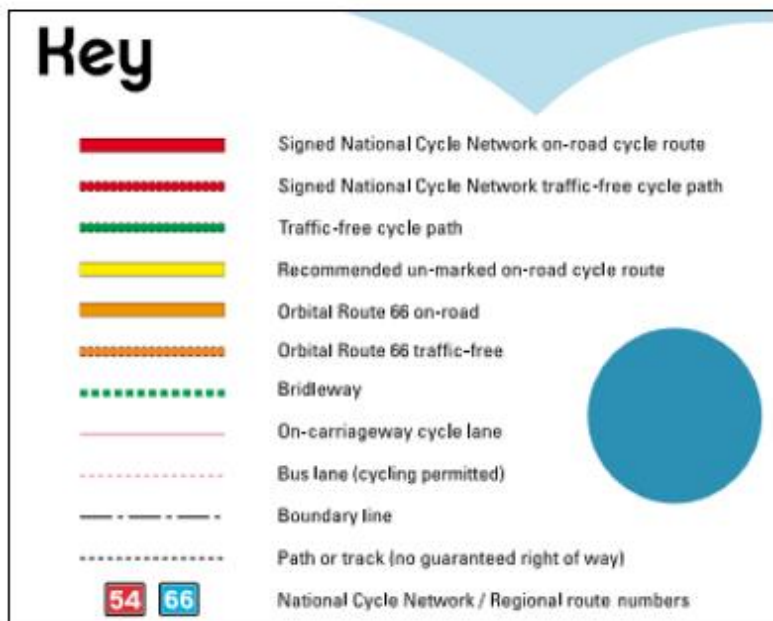 Key
Signed National Cycle Network on-road cycle route
Signed National Cycle Network traffic-free cycle path
Traffic-free cycle path
Recommended un-marked on-road cycle route
Orbital Route 66 on-road
Orbital Route 66 traffic-free
Bridleway
On-carriageway cycle lane
Bus lane (cycling permitted)
Boundary line
Path or track (no guaranteed right of way)
54 66 National Cycle Network / Regional route numbers